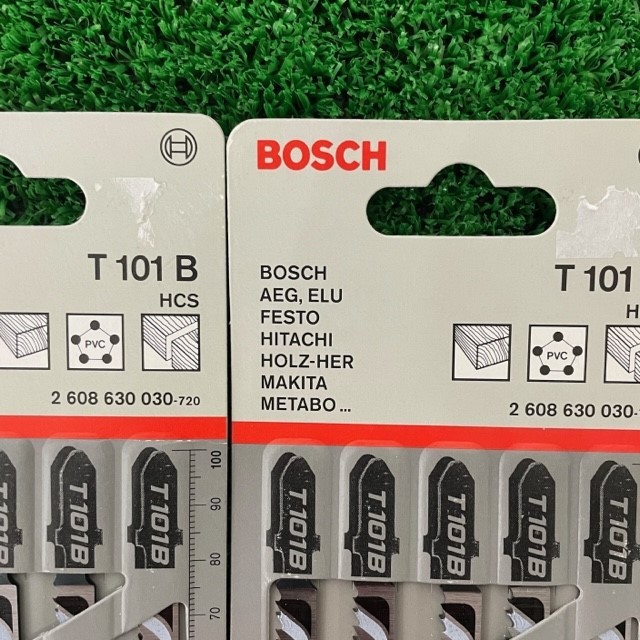 T 101 B
HCS
PVC
2 608 630 030-720
100
90
80
70
T101B
T101B
T101B
BOSCH
T 101
BOSCH
AEG, ELU
FESTO
HITACHI
HOLZ-HER
MAKITA
METABO ...
PVC
2 608 630 030-
T101B
T101B
T101B
T101B
T101B